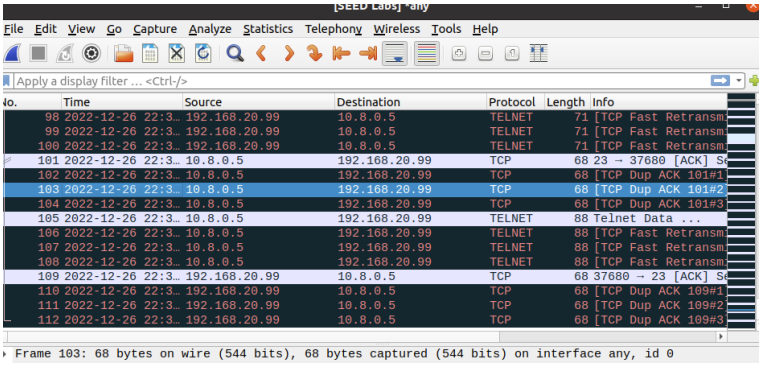 [SEED Labs] *any
File Edit View Go Capture Analyze Statistics Telephony Wireless Tools Help
Apply a display filter ... <Ctrl-/>
No. Time Source Destination Protocol Length Info
98 2022-12-26 22:3… 192.168.20.99 10.8.0.5 TELNET 71 [TCP Fast Retransm
99 2022-12-26 22:3… 192.168.20.99 10.8.0.5 TELNET 71 [TCP Fast Retransm
100 2022-12-26 22:3… 192.168.20.99 10.8.0.5 TELNET 71 [TCP Fast Retransm
101 2022-12-26 22:3… 10.8.0.5 192.168.20.99 TCP 68 23 → 37680 [ACK] Se
102 2022-12-26 22:3… 10.8.0.5 192.168.20.99 TCP 68 [TCP Dup ACK 101#1]
103 2022-12-26 22:3… 10.8.0.5 192.168.20.99 TCP 68 [TCP Dup ACK 101#2]
104 2022-12-26 22:3… 10.8.0.5 192.168.20.99 TCP 68 [TCP Dup ACK 101#3]
105 2022-12-26 22:3… 10.8.0.5 192.168.20.99 TELNET 88 Telnet Data ...
106 2022-12-26 22:3… 10.8.0.5 192.168.20.99 TELNET 88 [TCP Fast Retransm
107 2022-12-26 22:3… 10.8.0.5 192.168.20.99 TELNET 88 [TCP Fast Retransm
108 2022-12-26 22:3… 10.8.0.5 192.168.20.99 TELNET 88 [TCP Fast Retransm
109 2022-12-26 22:3… 192.168.20.99 10.8.0.5 TCP 68 37680 → 23 [ACK] Se
110 2022-12-26 22:3… 192.168.20.99 10.8.0.5 TCP 68 [TCP Dup ACK 109#1]
111 2022-12-26 22:3… 192.168.20.99 10.8.0.5 TCP 68 [TCP Dup ACK 109#2]
112 2022-12-26 22:3… 192.168.20.99 10.8.0.5 TCP 68 [TCP Dup ACK 109#3]
Frame 103: 68 bytes on wire (544 bits), 68 bytes captured (544 bits) on interface any, id 0